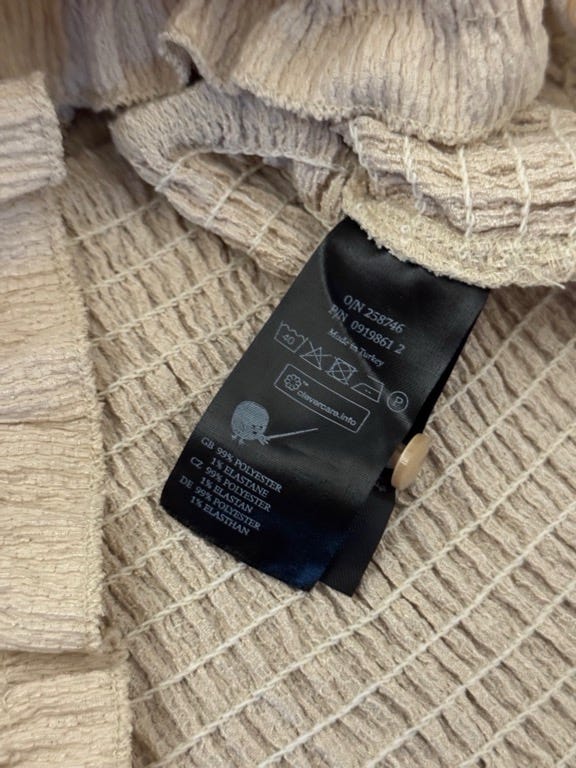 O/N 258746
P/N 0919861 2
Made in Turkey
40 P
clevercare.info
GB 99% POLYESTER
1% ELASTANE
CZ 99% POLYESTER
1% ELASTAN
DE 99% POLYESTER
1% ELASTHAN